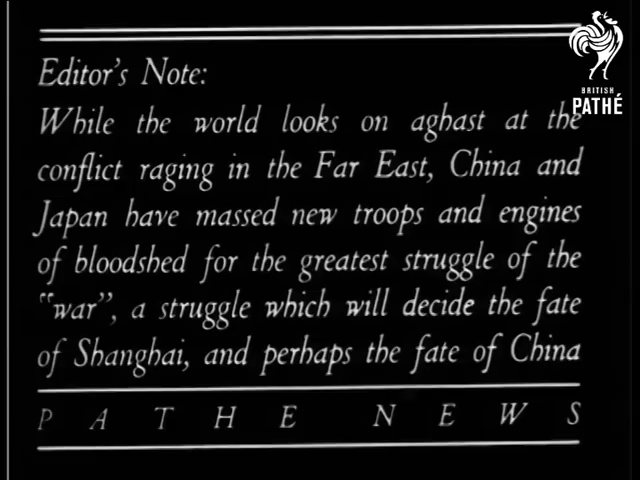 BRITISH
PATHÉ
Editor's Note:
While the world looks on aghast at the
conflict raging in the Far East, China and
Japan have massed new troops and engines
of bloodshed for the greatest struggle of the
"war", a struggle which will decide the fate
of Shanghai, and perhaps the fate of China
PATHE NEWS